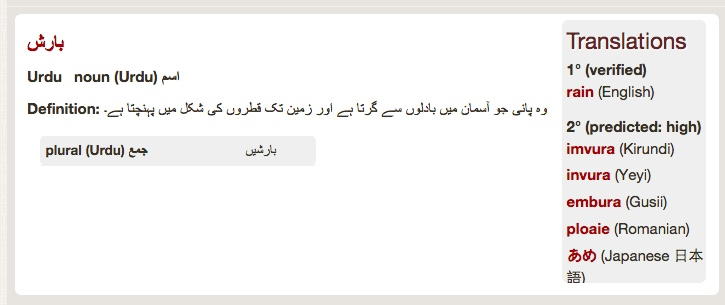 بارش
Urdu noun (Urdu) اسم
Definition: وہ پانی جو آسمان میں بادلوں سے گرتا ہے اور زمین تک قطروں کی شکل میں پہنچتا ہے۔
plural (Urdu) جمع بارشیں
Translations
1° (verified)
rain (English)
2° (predicted: high)
imvura (Kirundi)
invura (Yeyi)
embura (Gusii)
ploaie (Romanian)
あめ (Japanese 日本
語)